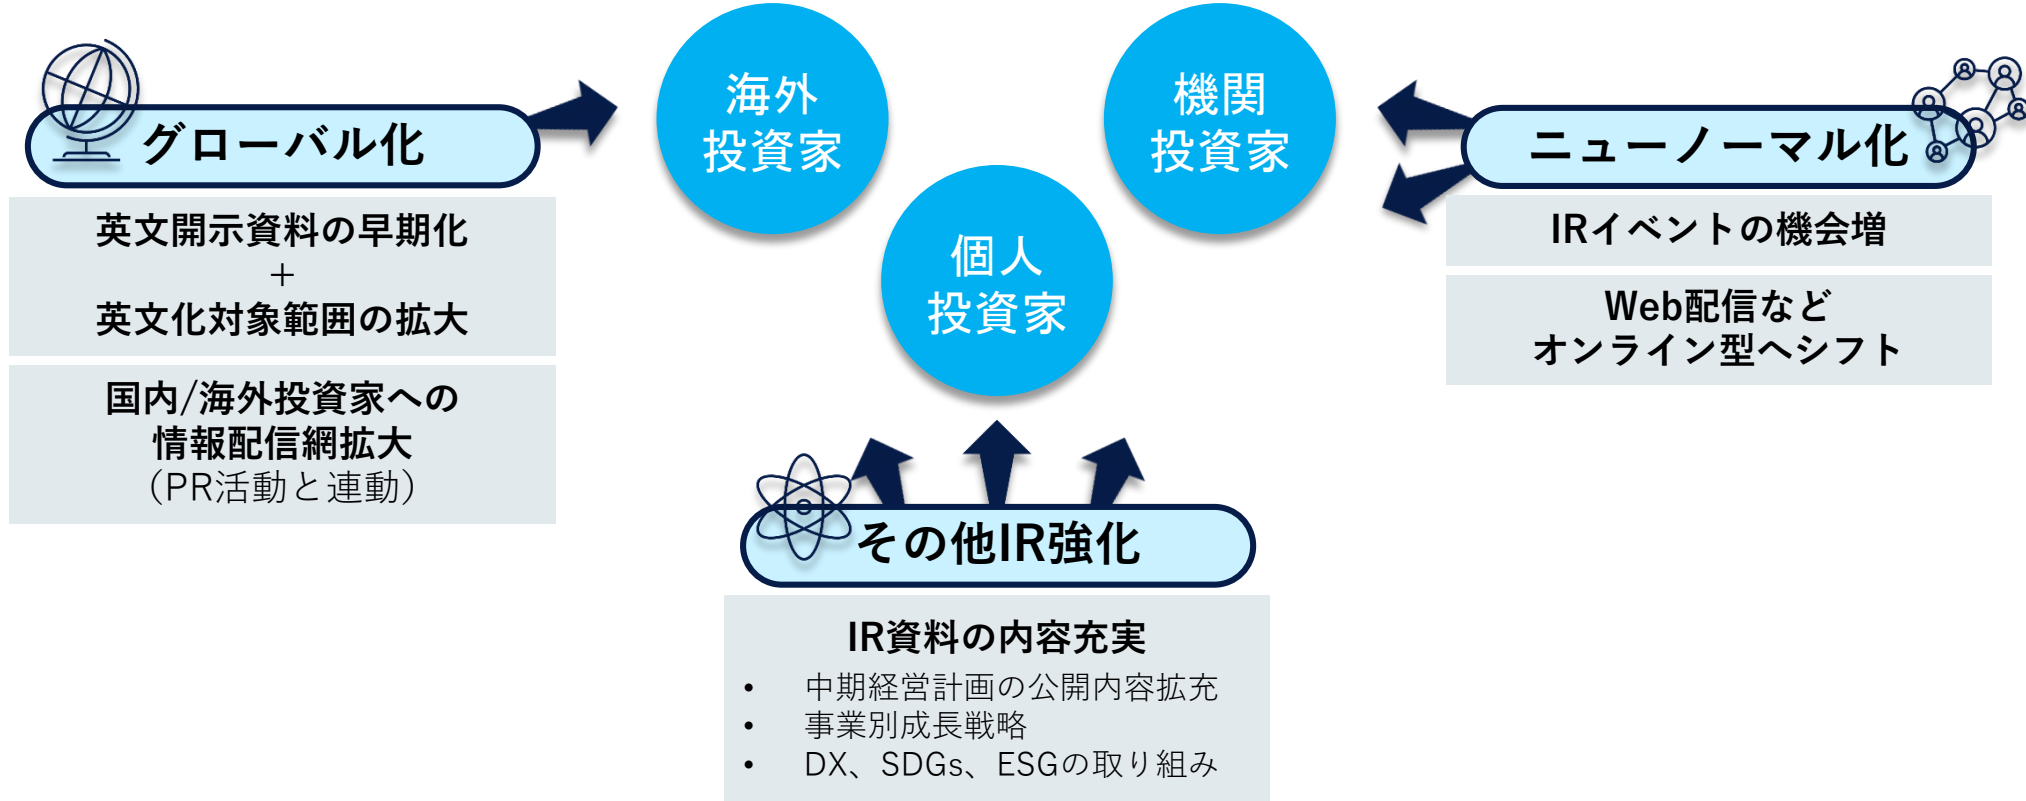 海外
投資家
機関
投資家
個人
投資家
グローバル化
英文開示資料の早期化
+
英文化対象範囲の拡大
国内/海外投資家への
情報配信網拡大
（PR活動と連動）
ニューノーマル化
IRイベントの機会増
Web配信など
オンライン型へシフト
その他IR強化
IR資料の内容充実
• 中期経営計画の公開内容拡充
• 事業別成長戦略
• DX、SDGs、ESGの取り組み